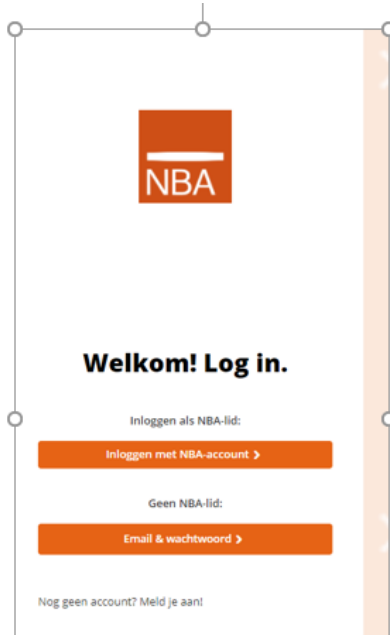 NBA
Welkom! Log in.
Inloggen als NBA-lid:
Inloggen met NBA-account
Geen NBA-lid:
Email & wachtwoord
Nog geen account? Meld je aan!